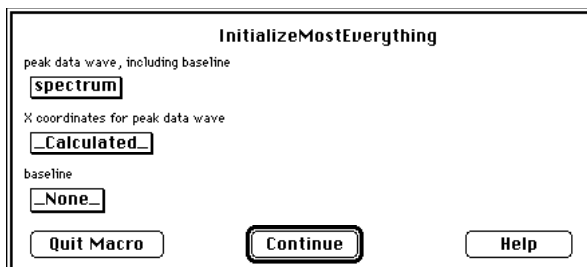 InitializeMostEverything
peak data wave, including baseline
spectrum
X coordinates for peak data wave
_Calculated_
baseline
_None_
Quit Macro Continue Help